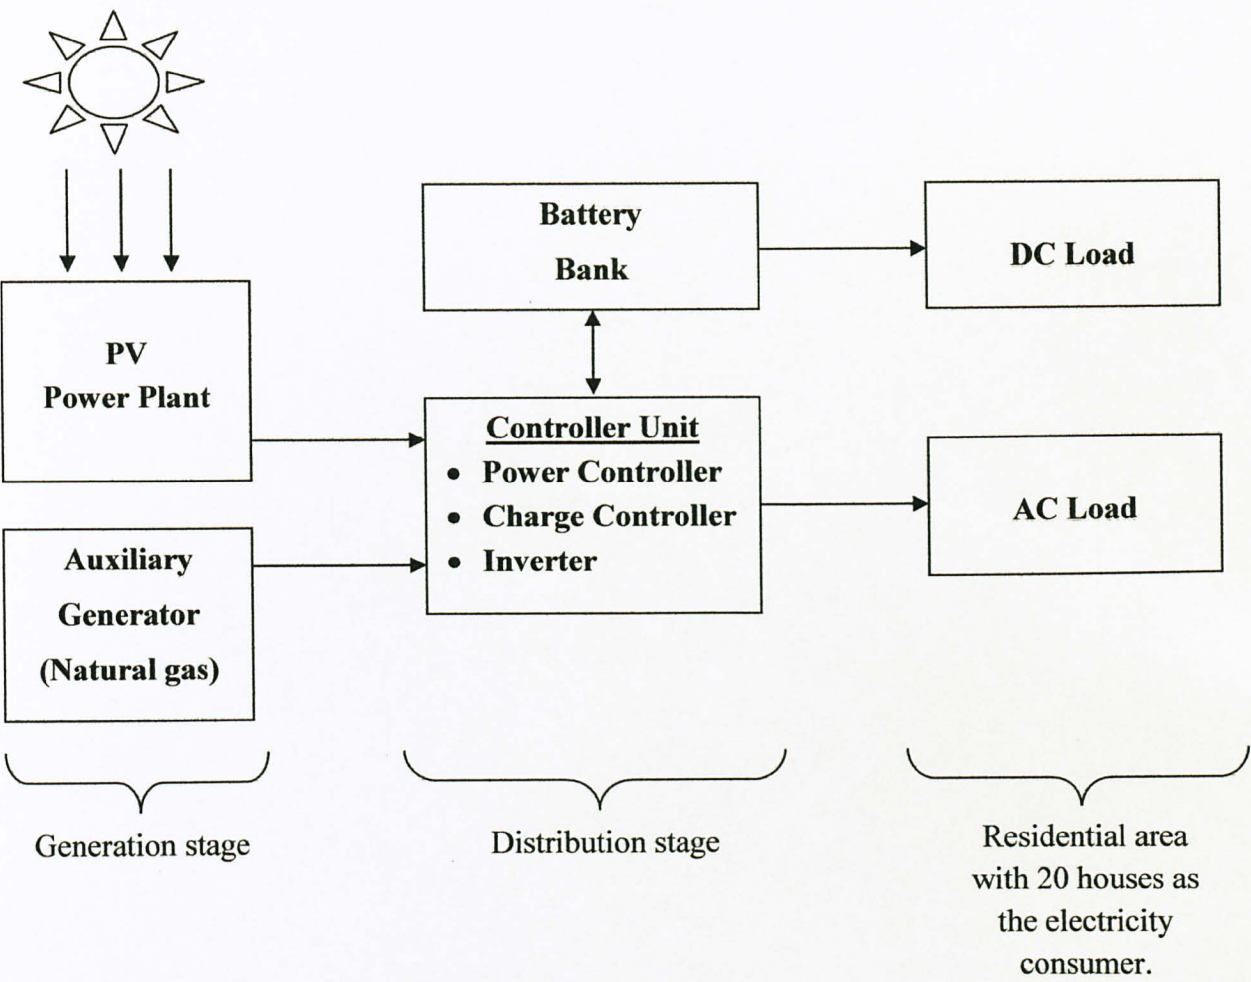 Battery
Bank
DC Load
PV
Power Plant
Controller Unit
• Power Controller
• Charge Controller
• Inverter
AC Load
Auxiliary
Generator
(Natural gas)
Generation stage
Distribution stage
Residential area
with 20 houses as
the electricity
consumer.